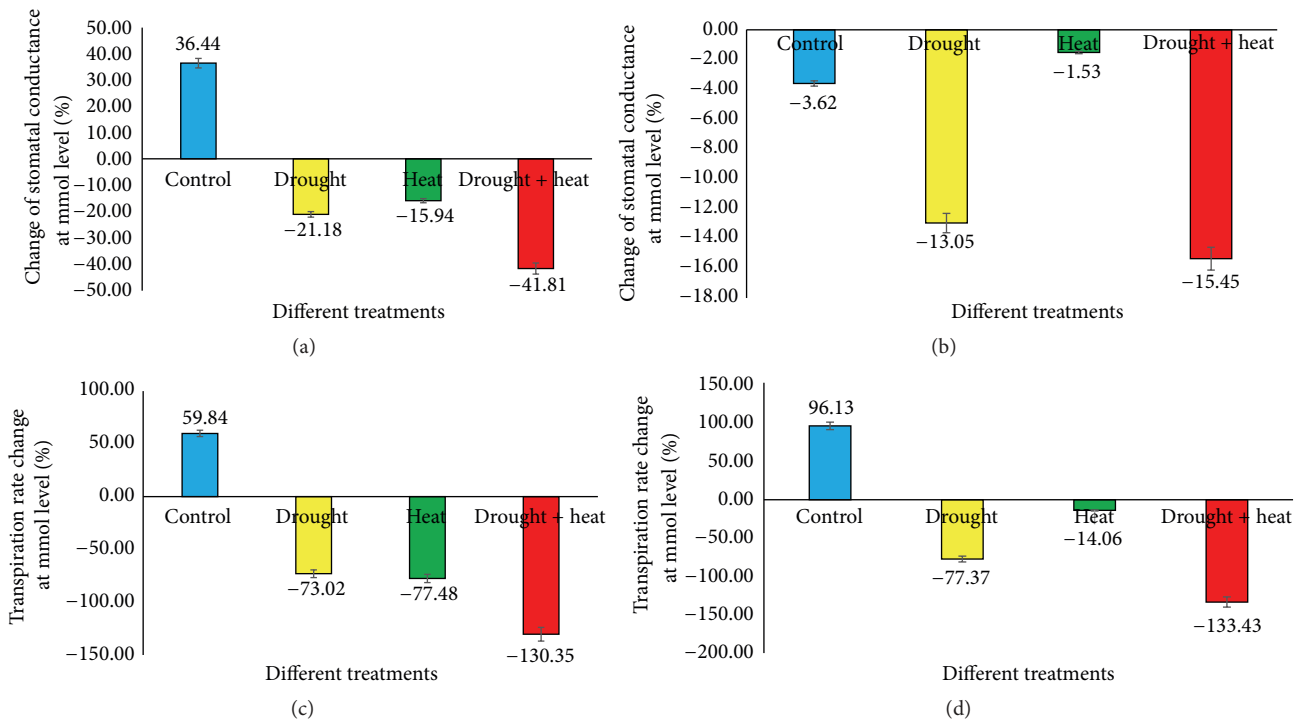 Change of stomatal conductance
at mmol level (%)
50.00
40.00
30.00
20.00
10.00
0.00
−10.00
−20.00
−30.00
−40.00
−50.00
36.44
Control
Drought
Heat
Drought + heat
−21.18
−15.94
−41.81
Different treatments
(a)
Change of stomatal conductance
at mmol level (%)
0.00
−2.00
−4.00
−6.00
−8.00
−10.00
−12.00
−14.00
−16.00
−18.00
Control
Drought
Heat
Drought + heat
−3.62
−13.05
−1.53
−15.45
Different treatments
(b)
Transpiration rate change
at mmol level (%)
100.00
50.00
0.00
−50.00
−100.00
−150.00
59.84
Control
Drought
Heat
Drought + heat
−73.02
−77.48
−130.35
Different treatments
(c)
Transpiration rate change
at mmol level (%)
150.00
100.00
50.00
0.00
−50.00
−100.00
−150.00
−200.00
96.13
Control
Drought
Heat
Drought + heat
−77.37
−14.06
−133.43
Different treatments
(d)